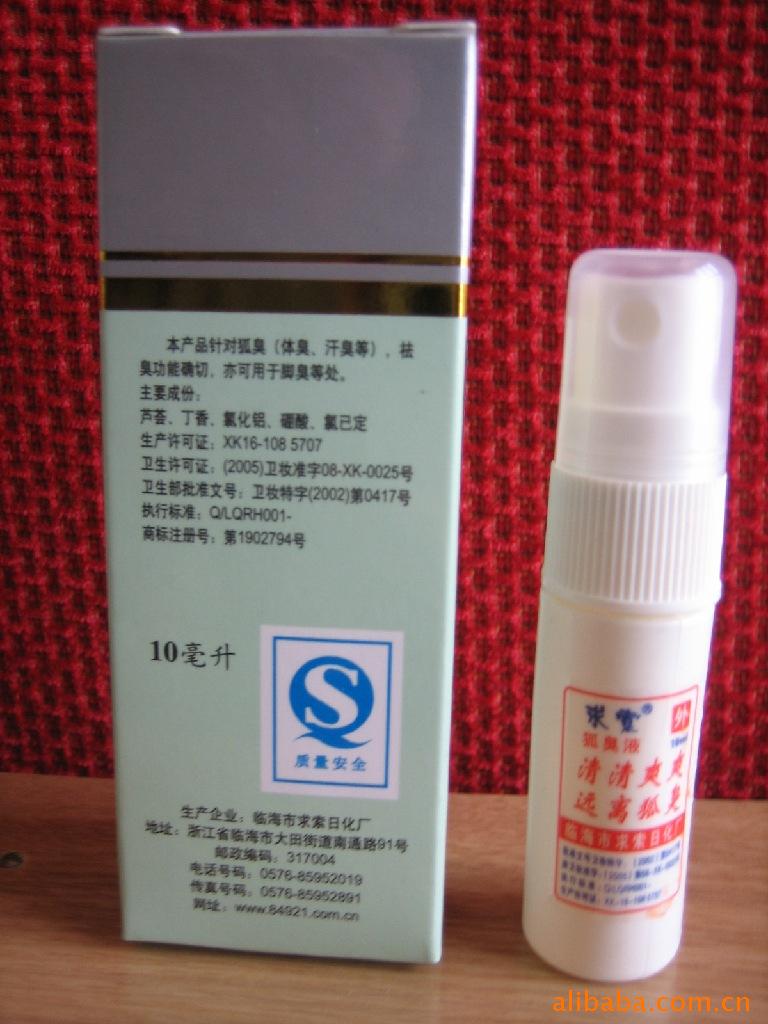 本产品针对狐臭（体臭、汗臭等），祛
臭功能确切，亦可用于脚臭等处。
主要成份：
芦荟、丁香、氯化铝、硼酸、氯已定
生产许可证：XK16-108 5707
卫生许可证：(2005)卫妆准字08-XK-0025号
卫生部批准文号：卫妆特字(2002)第0417号
执行标准：Q/LQRH001-
商标注册号：第1902794号
10毫升
质量安全
生产企业：临海市求索日化厂
地址：浙江省临海市大田街道南通路91号
邮政编码：317004
电话号码：0576-85952019
传真号码：0576-85952891
网址：www.84921.com.cn
外
10ml
狐臭液
清清爽爽
远离狐臭
临海市求索日化厂
alibaba.com.cn